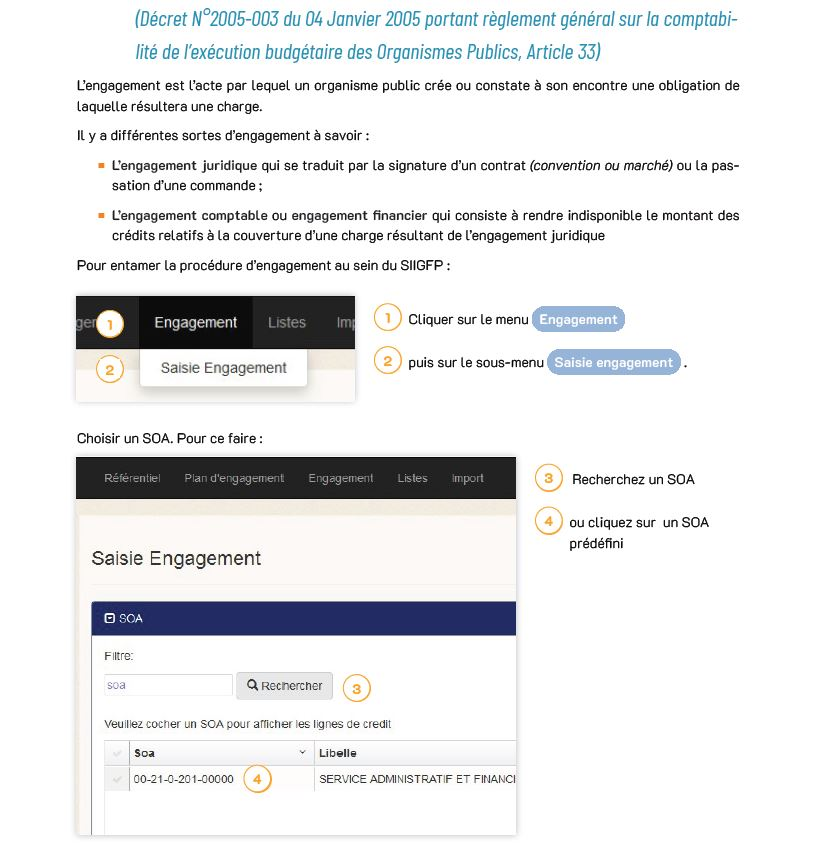 (Décret N°2005-003 du 04 Janvier 2005 portant règlement général sur la comptabi-
lité de l'exécution budgétaire des Organismes Publics, Article 33)
L'engagement est l'acte par lequel un organisme public crée ou constate à son encontre une obligation de
laquelle résultera une charge.
Il y a différentes sortes d'engagement à savoir :
L'engagement juridique qui se traduit par la signature d'un contrat (convention ou marché) ou la pas-
sation d'une commande ;
L'engagement comptable ou engagement financier qui consiste à rendre indisponible le montant des
crédits relatifs à la couverture d'une charge résultant de l'engagement juridique
Pour entamer la procédure d'engagement au sein du SIIGFP :
1 Engagement Listes
2 Saisie Engagement
1 Cliquer sur le menu Engagement
2 puis sur le sous-menu Saisie engagement .
Choisir un SOA. Pour ce faire :
Référentiel Plan d'engagement Engagement Listes Import
Saisie Engagement
SOA
Filtre:
soa Rechercher 3
Veuillez cocher un SOA pour afficher les lignes de credit
Soa Libelle
00-21-0-201-00000 4 SERVICE ADMINISTRATIF ET FINANCI
3 Recherchez un SOA
4 ou cliquez sur un SOA
prédéfini